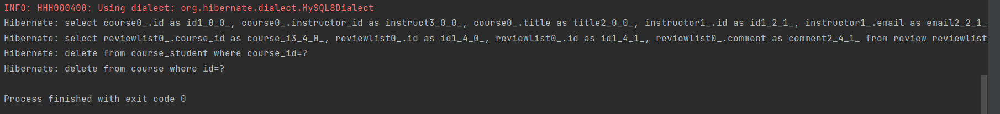 INFO: HHH000400: Using dialect: org.hibernate.dialect.MySQL8Dialect
Hibernate: select course0_.id as id1_0_0_, course0_.instructor_id as instruct3_0_0_, course0_.title as title2_0_0_, instructor1_.id as id1_2_1_, instructor1_.email as email2_2_1_
Hibernate: select reviewlist0_.course_id as course_i3_4_0_, reviewlist0_.id as id1_4_0_, reviewlist0_.id as id1_4_1_, reviewlist0_.comment as comment2_4_1_ from review reviewlist
Hibernate: delete from course_student where course_id=?
Hibernate: delete from course where id=?
Process finished with exit code 0